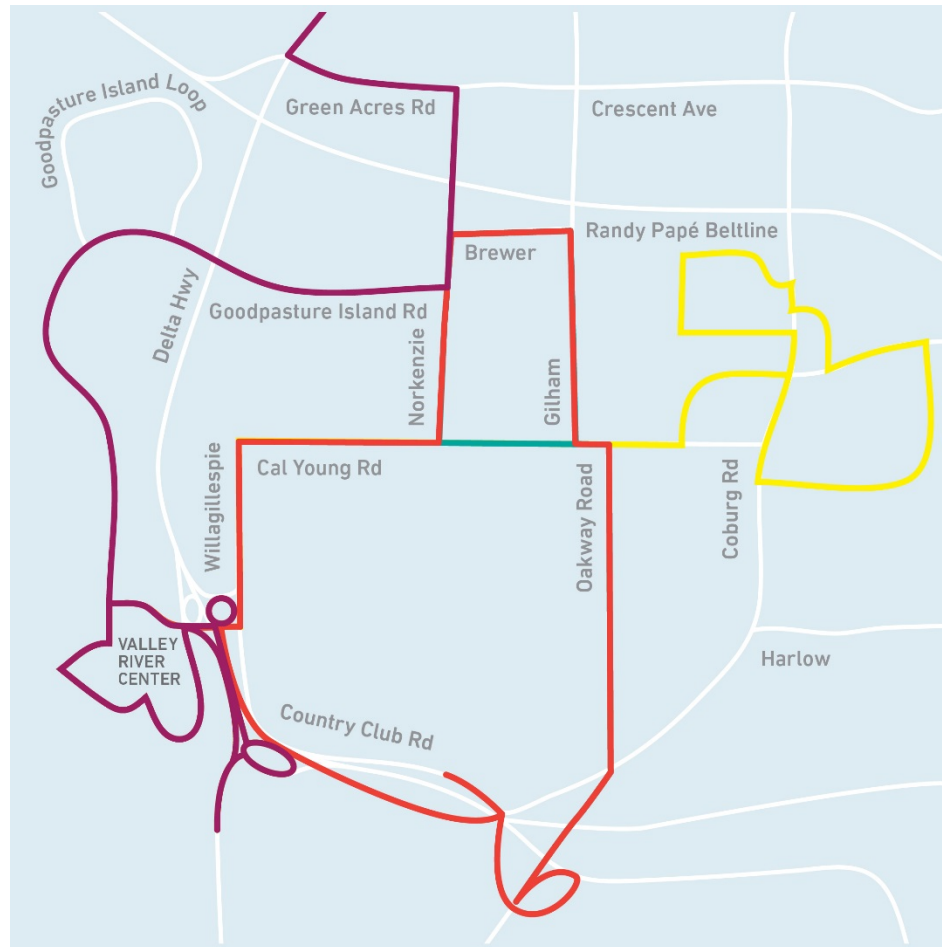 Goodpasture Island Loop
Green Acres Rd
Crescent Ave
Randy Papé Beltline
Brewer
Delta Hwy
Goodpasture Island Rd
Norkenzie
Gilham
Cal Young Rd
Willagillespie
Oakway Road
Coburg Rd
VALLEY
RIVER
CENTER
Harlow
Country Club Rd